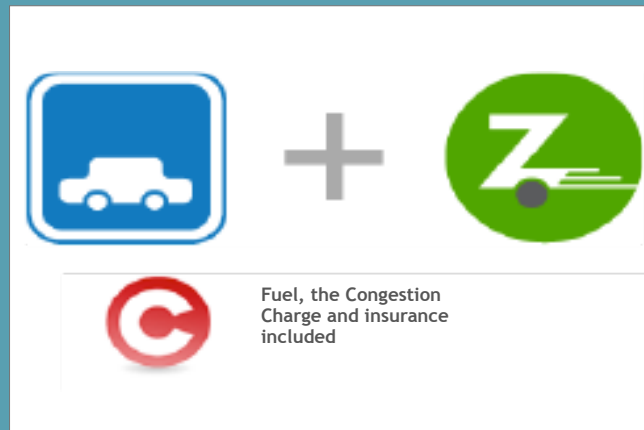 Z
C
Fuel, the Congestion
Charge and insurance
included